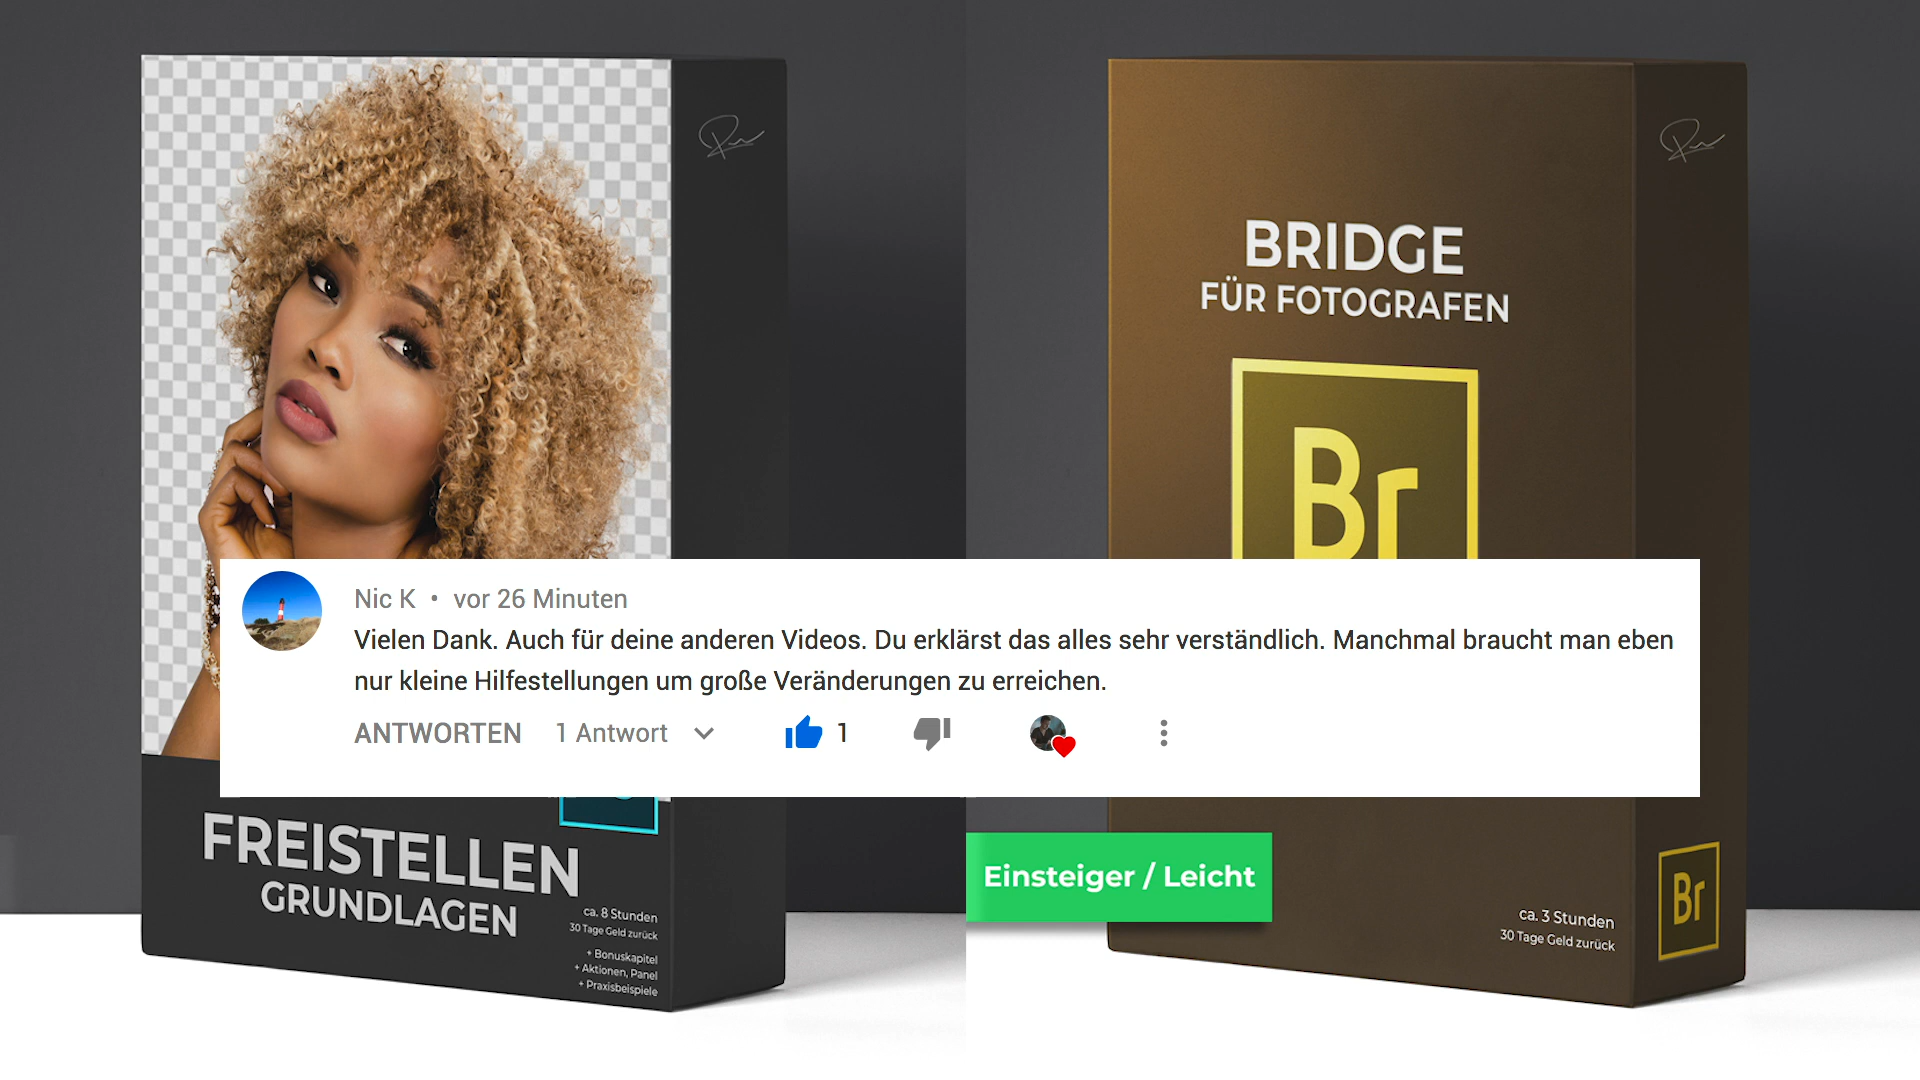 BRIDGE
FÜR FOTOGRAFEN
Br
Nic K • vor 26 Minuten
Vielen Dank. Auch für deine anderen Videos. Du erklärst das alles sehr verständlich. Manchmal braucht man eben
nur kleine Hilfestellungen um große Veränderungen zu erreichen.
ANTWORTEN 1 Antwort 1
FREISTELLEN
GRUNDLAGEN
ca. 8 Stunden
30 Tage Geld zurück
+ Bonuskapitel
+ Aktionen, Panel
+ Praxisbeispiele
Einsteiger / Leicht
ca. 3 Stunden
30 Tage Geld zurück
Br